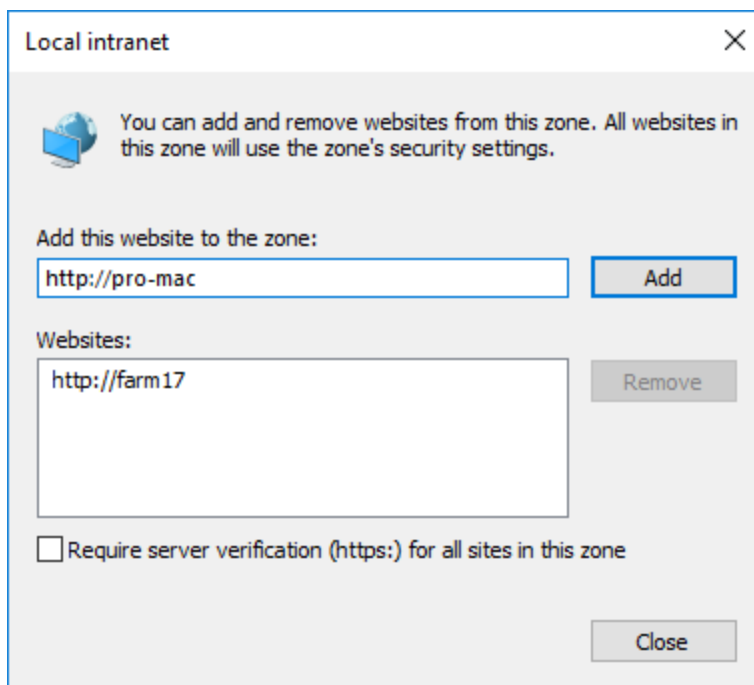 Local intranet
You can add and remove websites from this zone. All websites in
this zone will use the zone's security settings.
Add this website to the zone:
http://pro-mac
Add
Websites:
http://farm17
Remove
Require server verification (https:) for all sites in this zone
Close